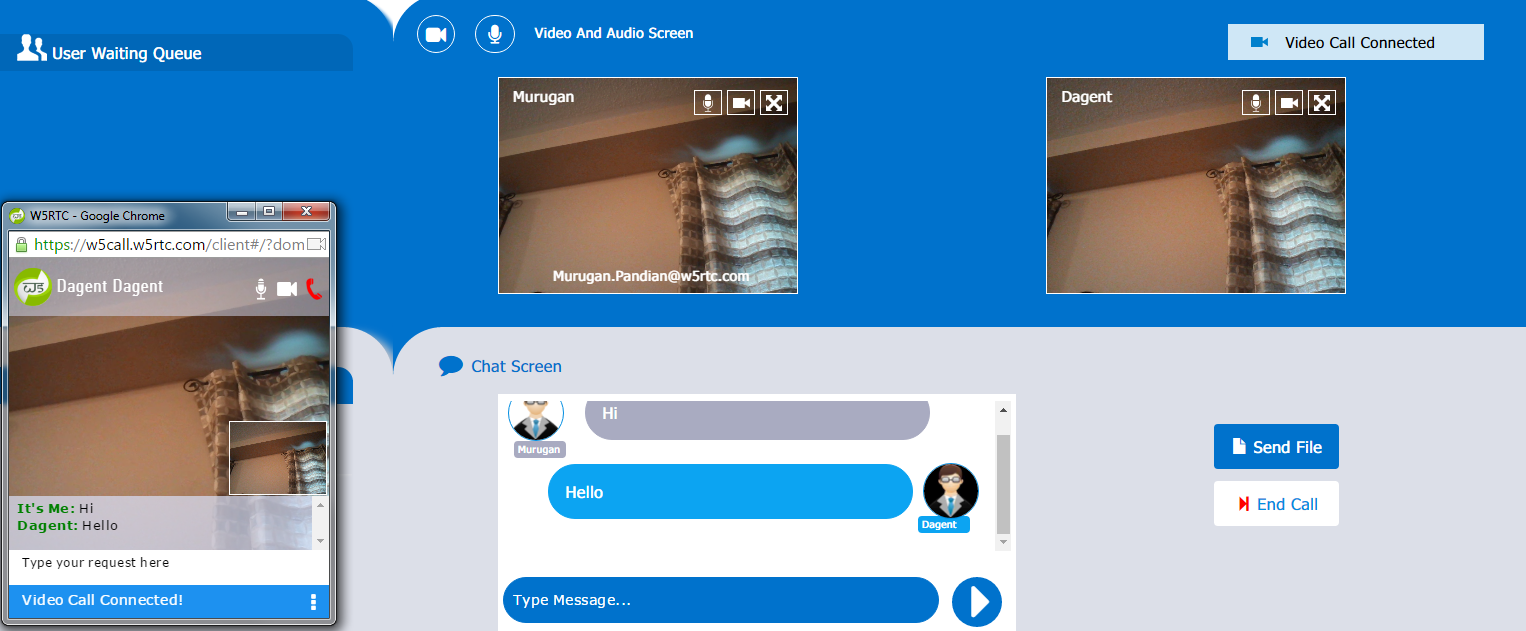 User Waiting Queue
Video And Audio Screen
Video Call Connected
Murugan
Murugan.Pandian@w5rtc.com
Dagent
W5RTC - Google Chrome
https://w5call.w5rtc.com/client#/?dom
W5
Dagent Dagent
It's Me: Hi
Dagent: Hello
Type your request here
Video Call Connected!
Chat Screen
Hi
Murugan
Hello
Dagent
Type Message...
Send File
End Call